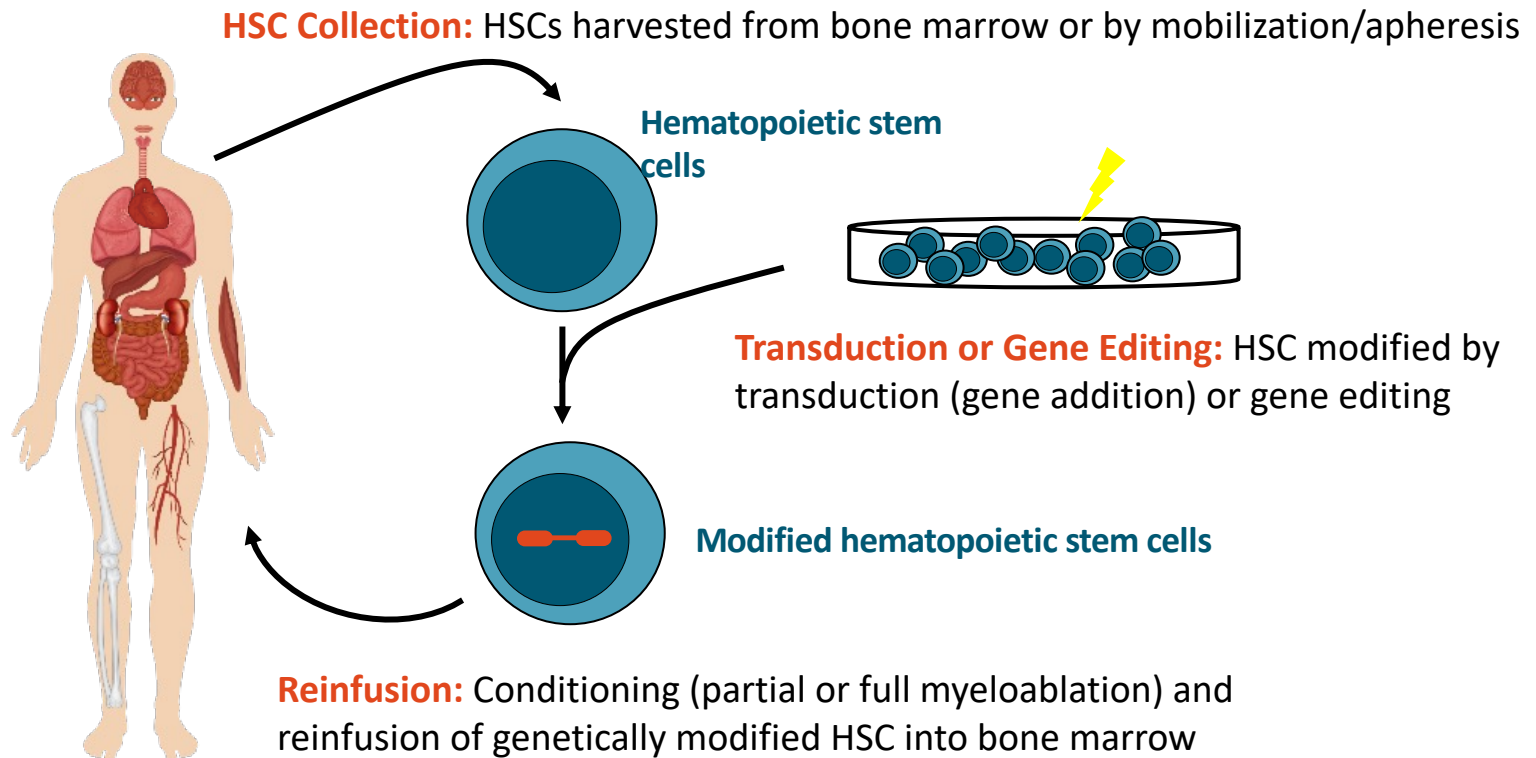 HSC Collection: HSCs harvested from bone marrow or by mobilization/apheresis
Hematopoietic stem
cells
Transduction or Gene Editing: HSC modified by
transduction (gene addition) or gene editing
Modified hematopoietic stem cells
Reinfusion: Conditioning (partial or full myeloablation) and
reinfusion of genetically modified HSC into bone marrow